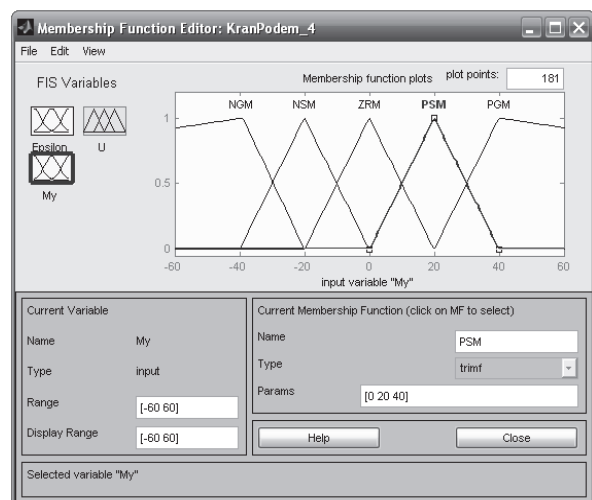 Membership Function Editor: KranPodem_4
File Edit View
FIS Variables
Membership function plots plot points: 181
Epsilon U
My
NGM NSM ZRM PSM PGM
1
0.5
0
-60 -40 -20 0 20 40 60
input variable "My"
Current Variable
Name My
Type input
Range [-60 60]
Display Range [-60 60]
Current Membership Function (click on MF to select)
Name PSM
Type trimf
Params [0 20 40]
Help Close
Selected variable "My"